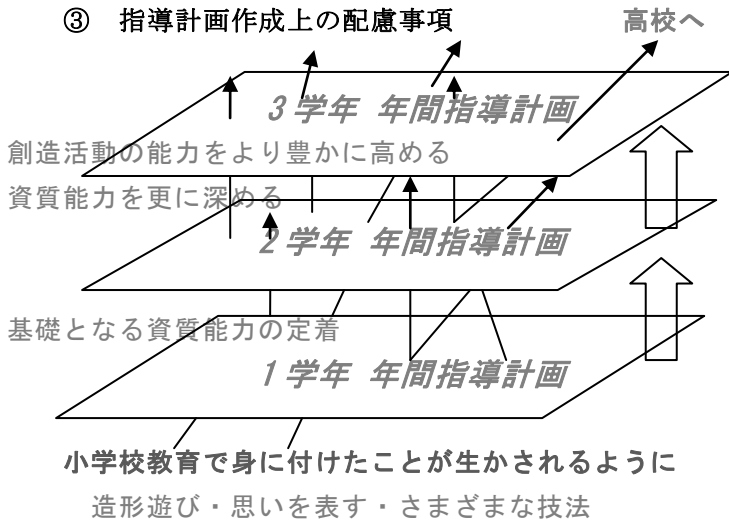 ③　指導計画作成上の配慮事項
高校へ
3学年 年間指導計画
創造活動の能力をより豊かに高める
資質能力を更に深める
2学年 年間指導計画
基礎となる資質能力の定着
1学年 年間指導計画
小学校教育で身に付けたことが生かされるように
造形遊び・思いを表す・さまざまな技法